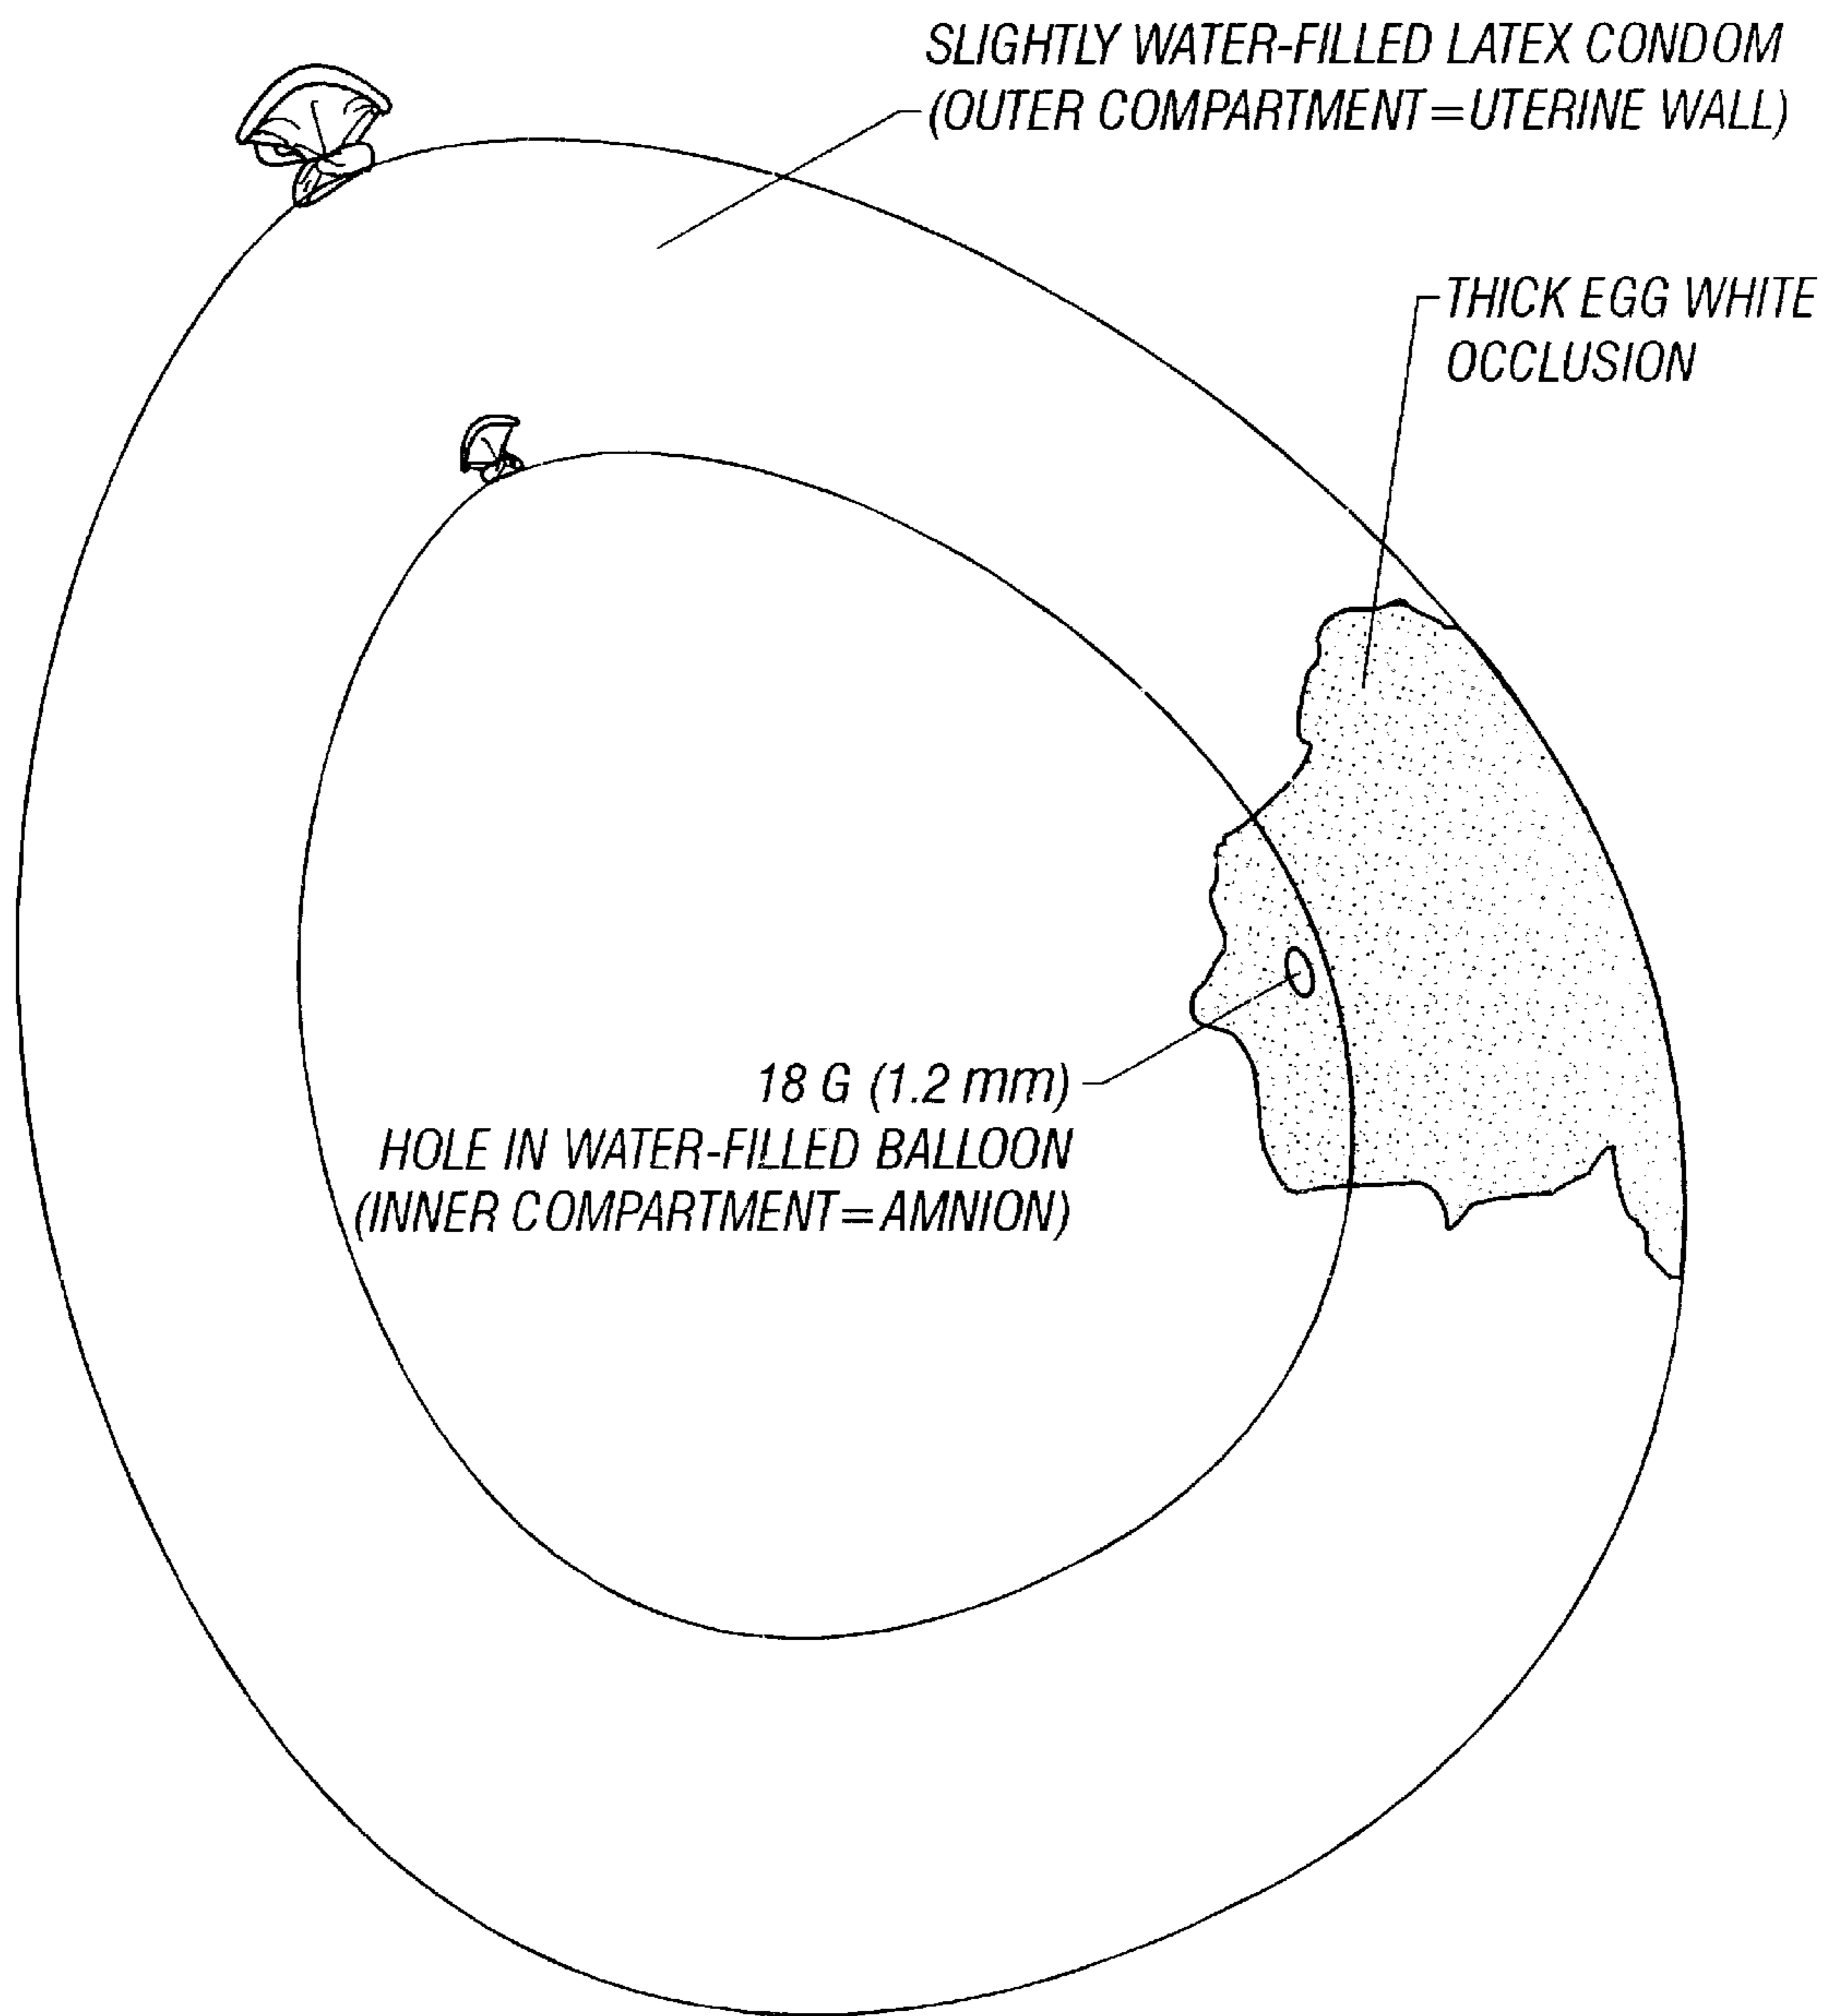 SLIGHTLY WATER-FILLED LATEX CONDOM
(OUTER COMPARTMENT=UTERINE WALL)
THICK EGG WHITE
OCCLUSION
18 G (1.2 mm)
HOLE IN WATER-FILLED BALLOON
(INNER COMPARTMENT=AMNION)